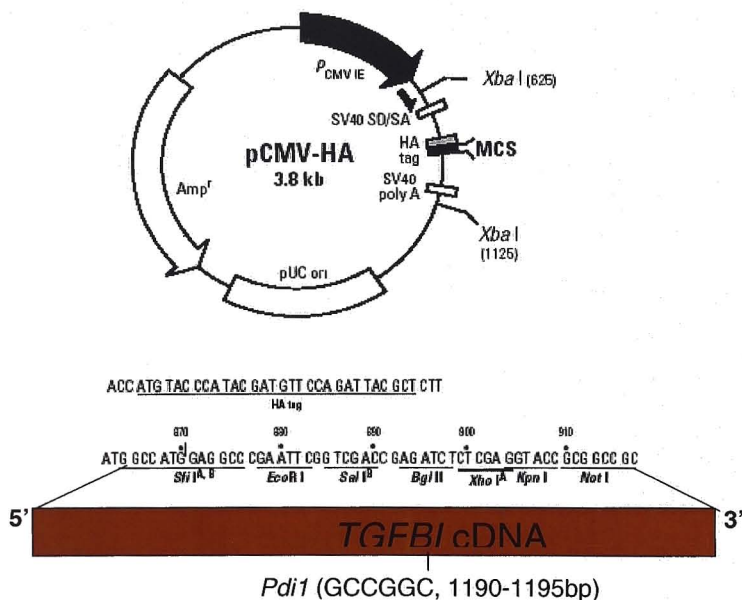 P CMV IE
Xba I (625)
SV40 SD/SA
HA tag
MCS
pCMV-HA
3.8 kb
SV40 poly A
Ampʳ
Xba I (1125)
pUC ori
ACC ATG TAC CCA TAC GAT GTT CCA GAT TAC GCT CTT
HA tag
870 880 890 900 910
ATG GCC ATG GAG GCC CGA ATT CGG TCG ACC GAG ATC TCT CGA GGT ACC GCG GCC GC
Sfi I A, B EcoR I Sal I B Bgl II Xho I A Kpn I Not I
5' 3'
TGFBI cDNA
Pdi1 (GCCGGC, 1190-1195bp)